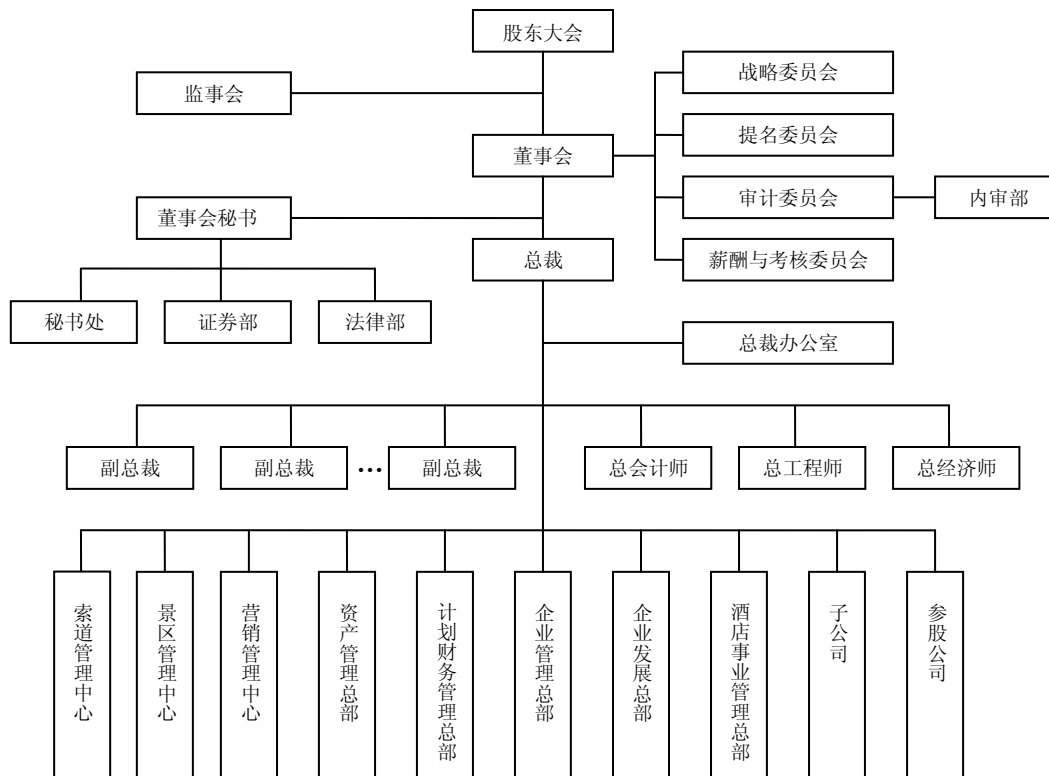 股东大会
战略委员会
监事会
提名委员会
董事会
审计委员会
内审部
董事会秘书
总裁
薪酬与考核委员会
秘书处
证券部
法律部
总裁办公室
副总裁
副总裁
…
副总裁
总会计师
总工程师
总经济师
索道管理中心
景区管理中心
营销管理中心
资产管理总部
计划财务管理总部
企业管理总部
企业发展总部
酒店事业管理总部
子公司
参股公司